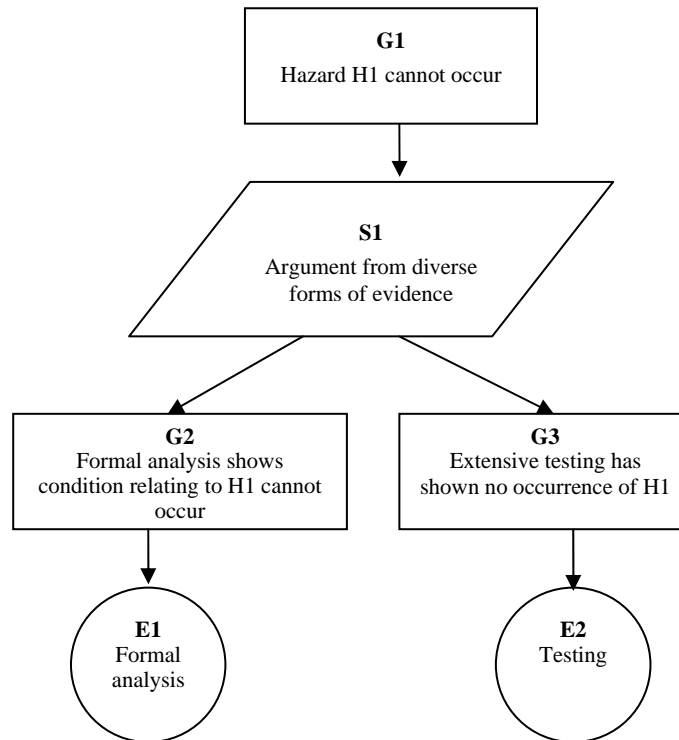 G1
Hazard H1 cannot occur
S1
Argument from diverse
forms of evidence
G2
Formal analysis shows
condition relating to H1 cannot
occur
G3
Extensive testing has
shown no occurrence of H1
E1
Formal
analysis
E2
Testing